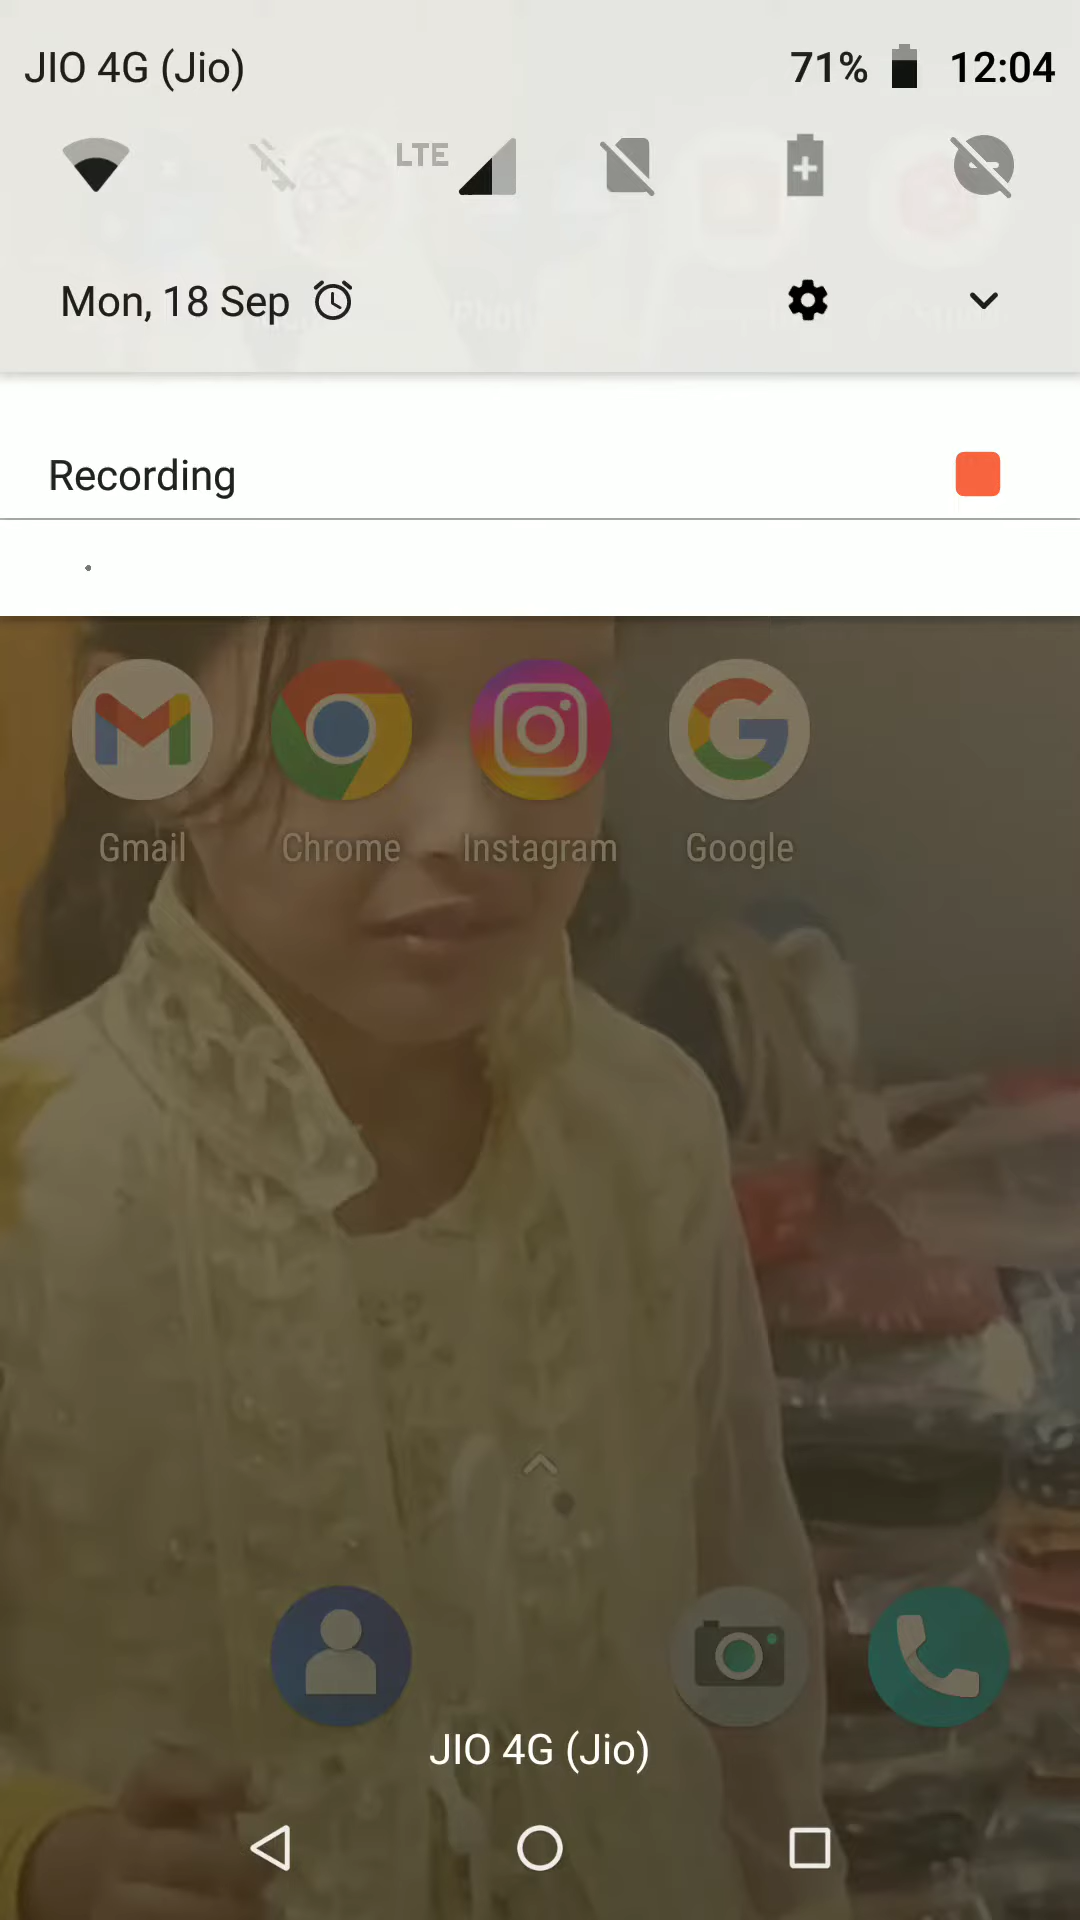 JIO 4G (Jio) 71% 12:04
LTE
Mon, 18 Sep
Recording
Gmail Chrome Instagram Google
JIO 4G (Jio)